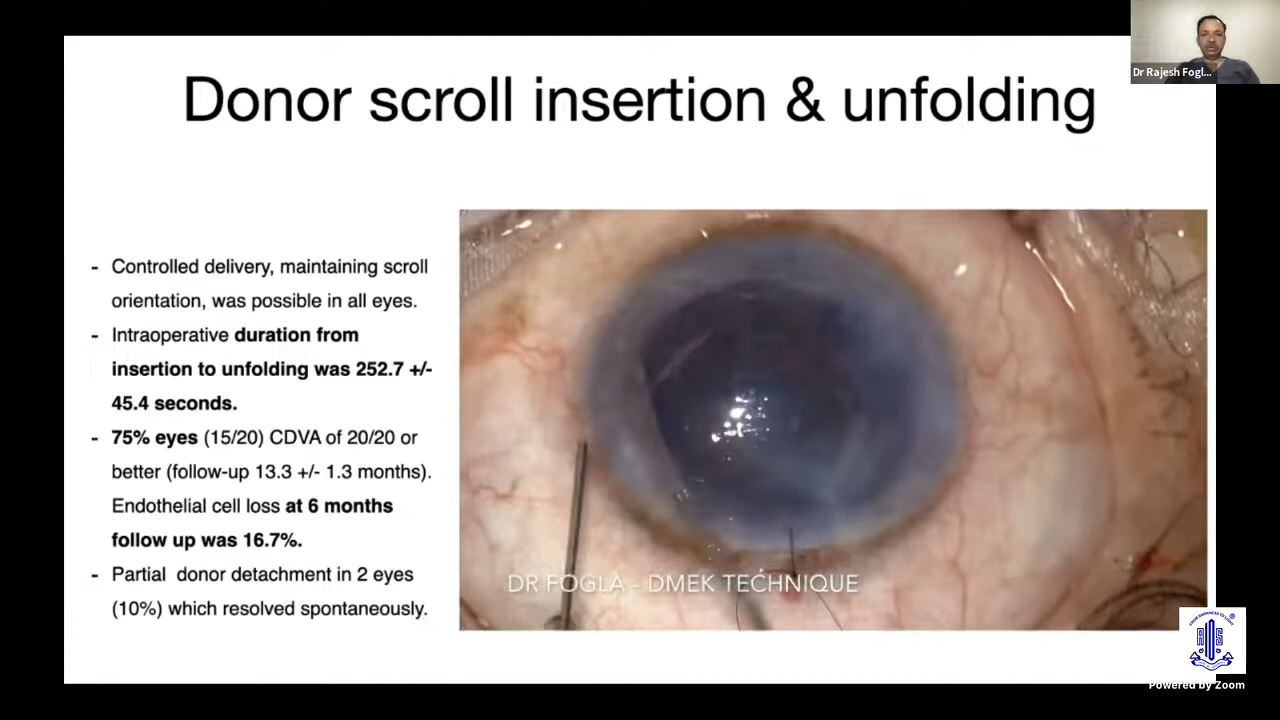 Dr Rajesh Fogl...
Donor scroll insertion & unfolding
- Controlled delivery, maintaining scroll
orientation, was possible in all eyes.
- Intraoperative duration from
insertion to unfolding was 252.7 +/-
45.4 seconds.
- 75% eyes (15/20) CDVA of 20/20 or
better (follow-up 13.3 +/- 1.3 months).
Endothelial cell loss at 6 months
follow up was 16.7%.
- Partial donor detachment in 2 eyes
(10%) which resolved spontaneously.
DR FOGLA - DMEK TECHNIQUE
Powered by Zoom